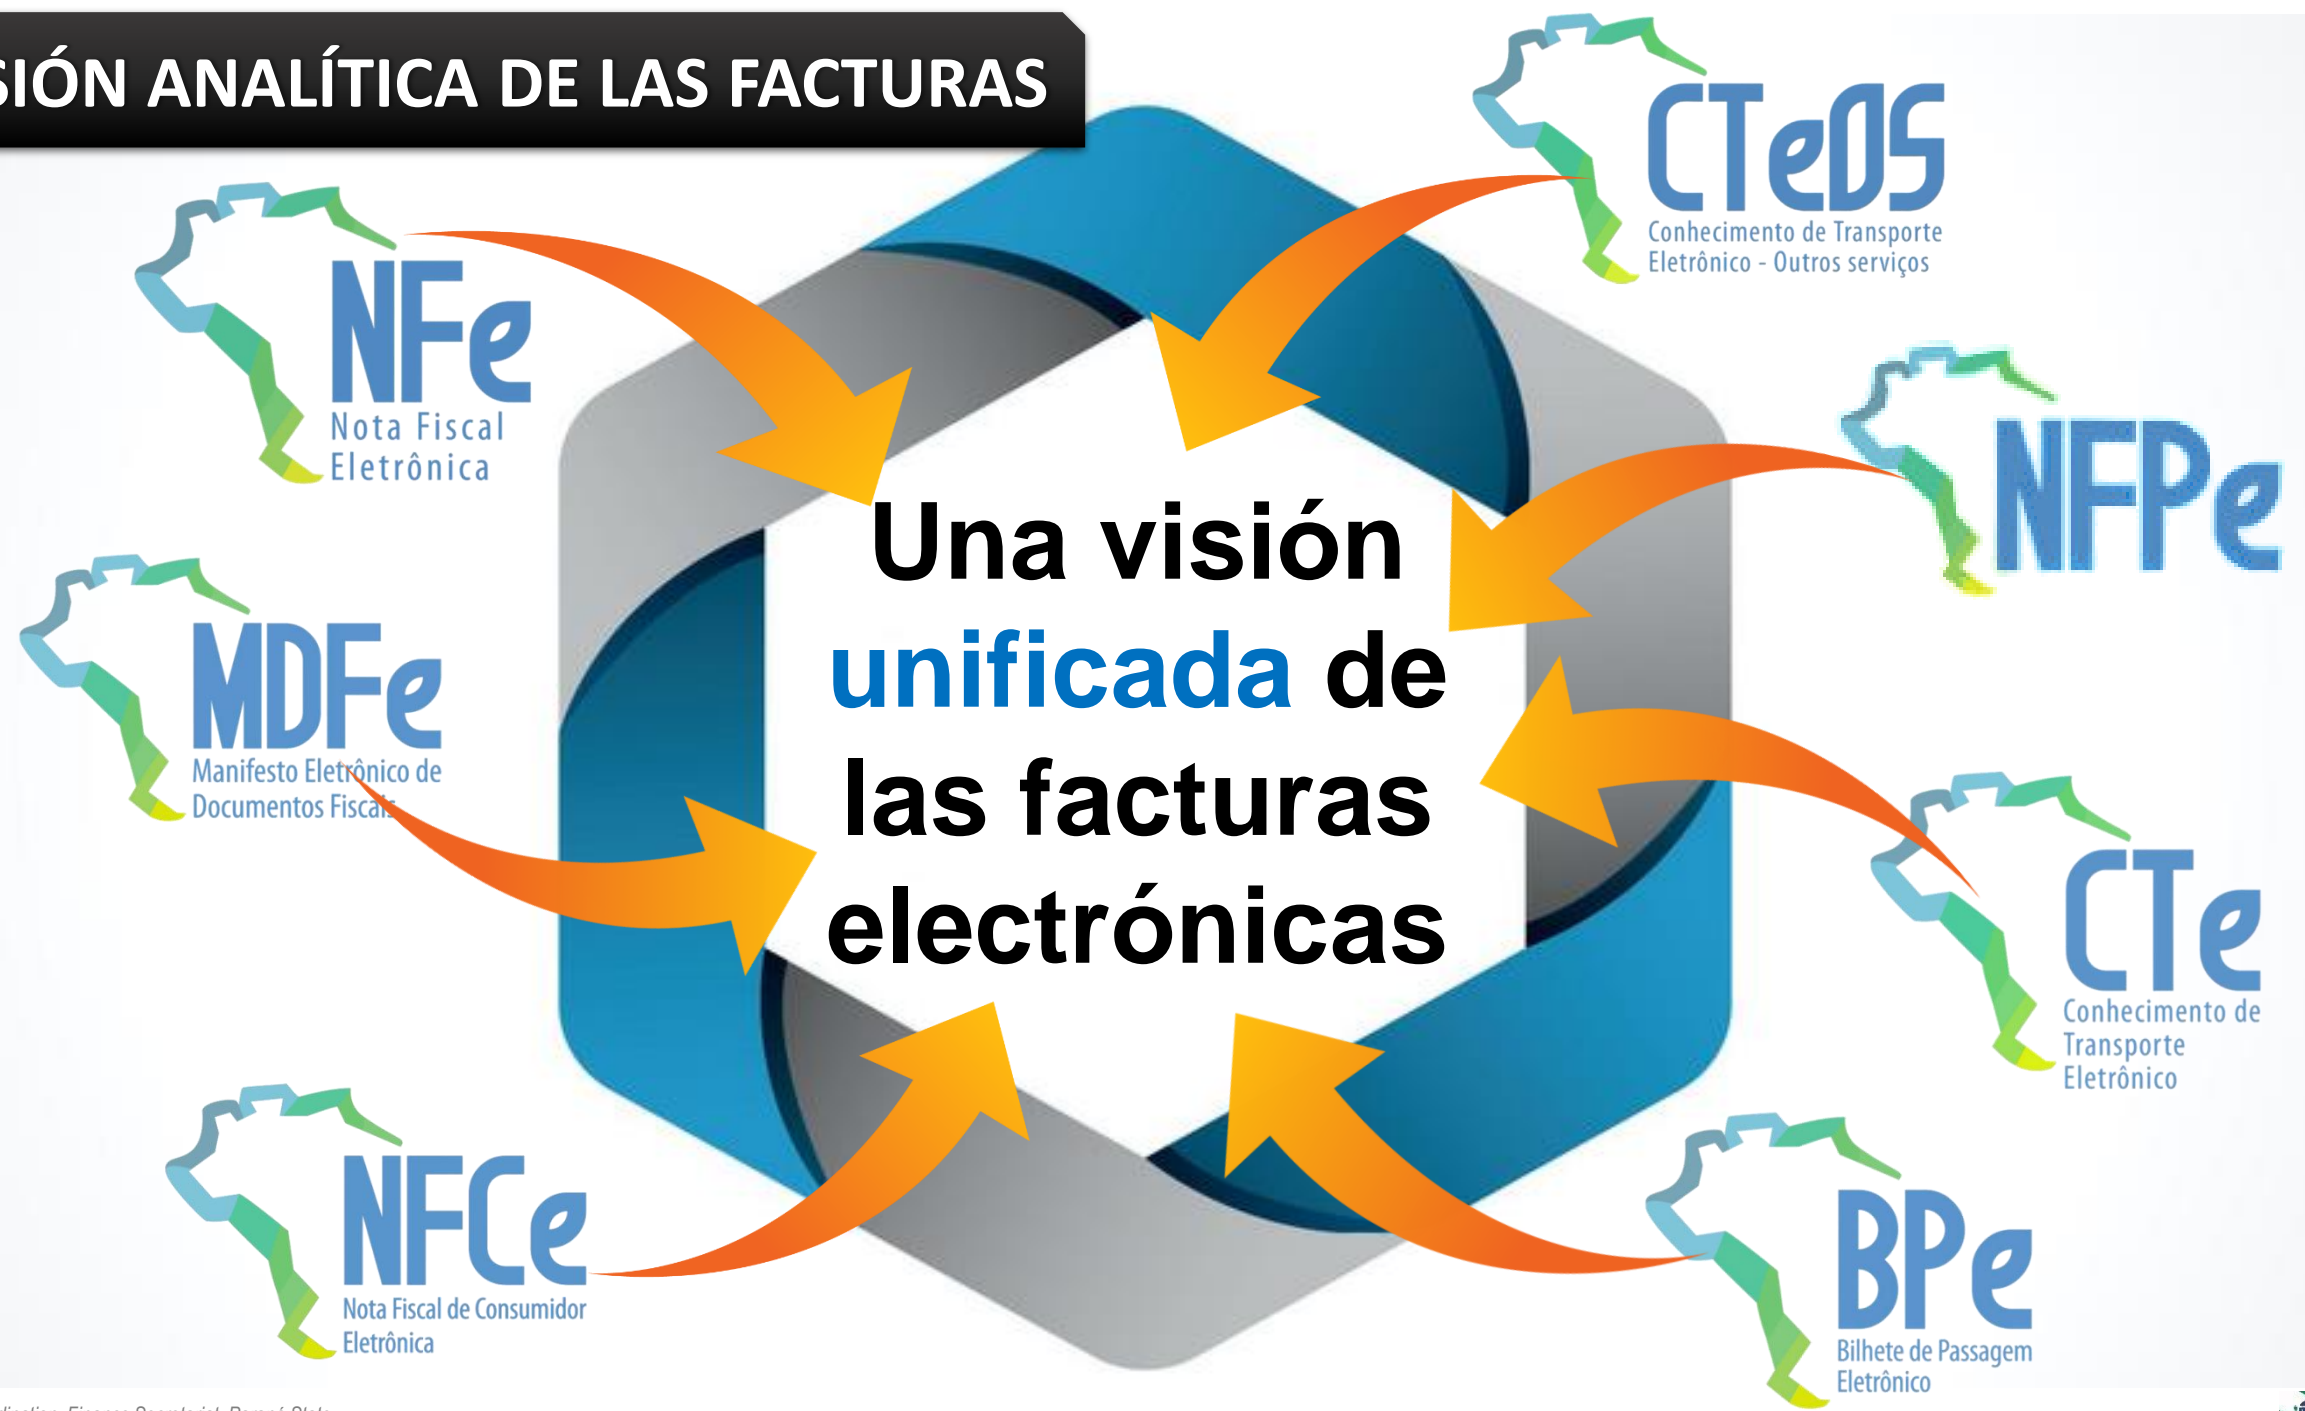 SIÓN ANALÍTICA DE LAS FACTURAS
CTeOS
Conhecimento de Transporte
Eletrônico - Outros serviços
NFe
Nota Fiscal
Eletrônica
NFPe
Una visión
unificada de
las facturas
electrónicas
MDFe
Manifesto Eletrônico de
Documentos Fiscais
CTe
Conhecimento de
Transporte
Eletrônico
NFCe
Nota Fiscal de Consumidor
Eletrônica
BPe
Bilhete de Passagem
Eletrônico